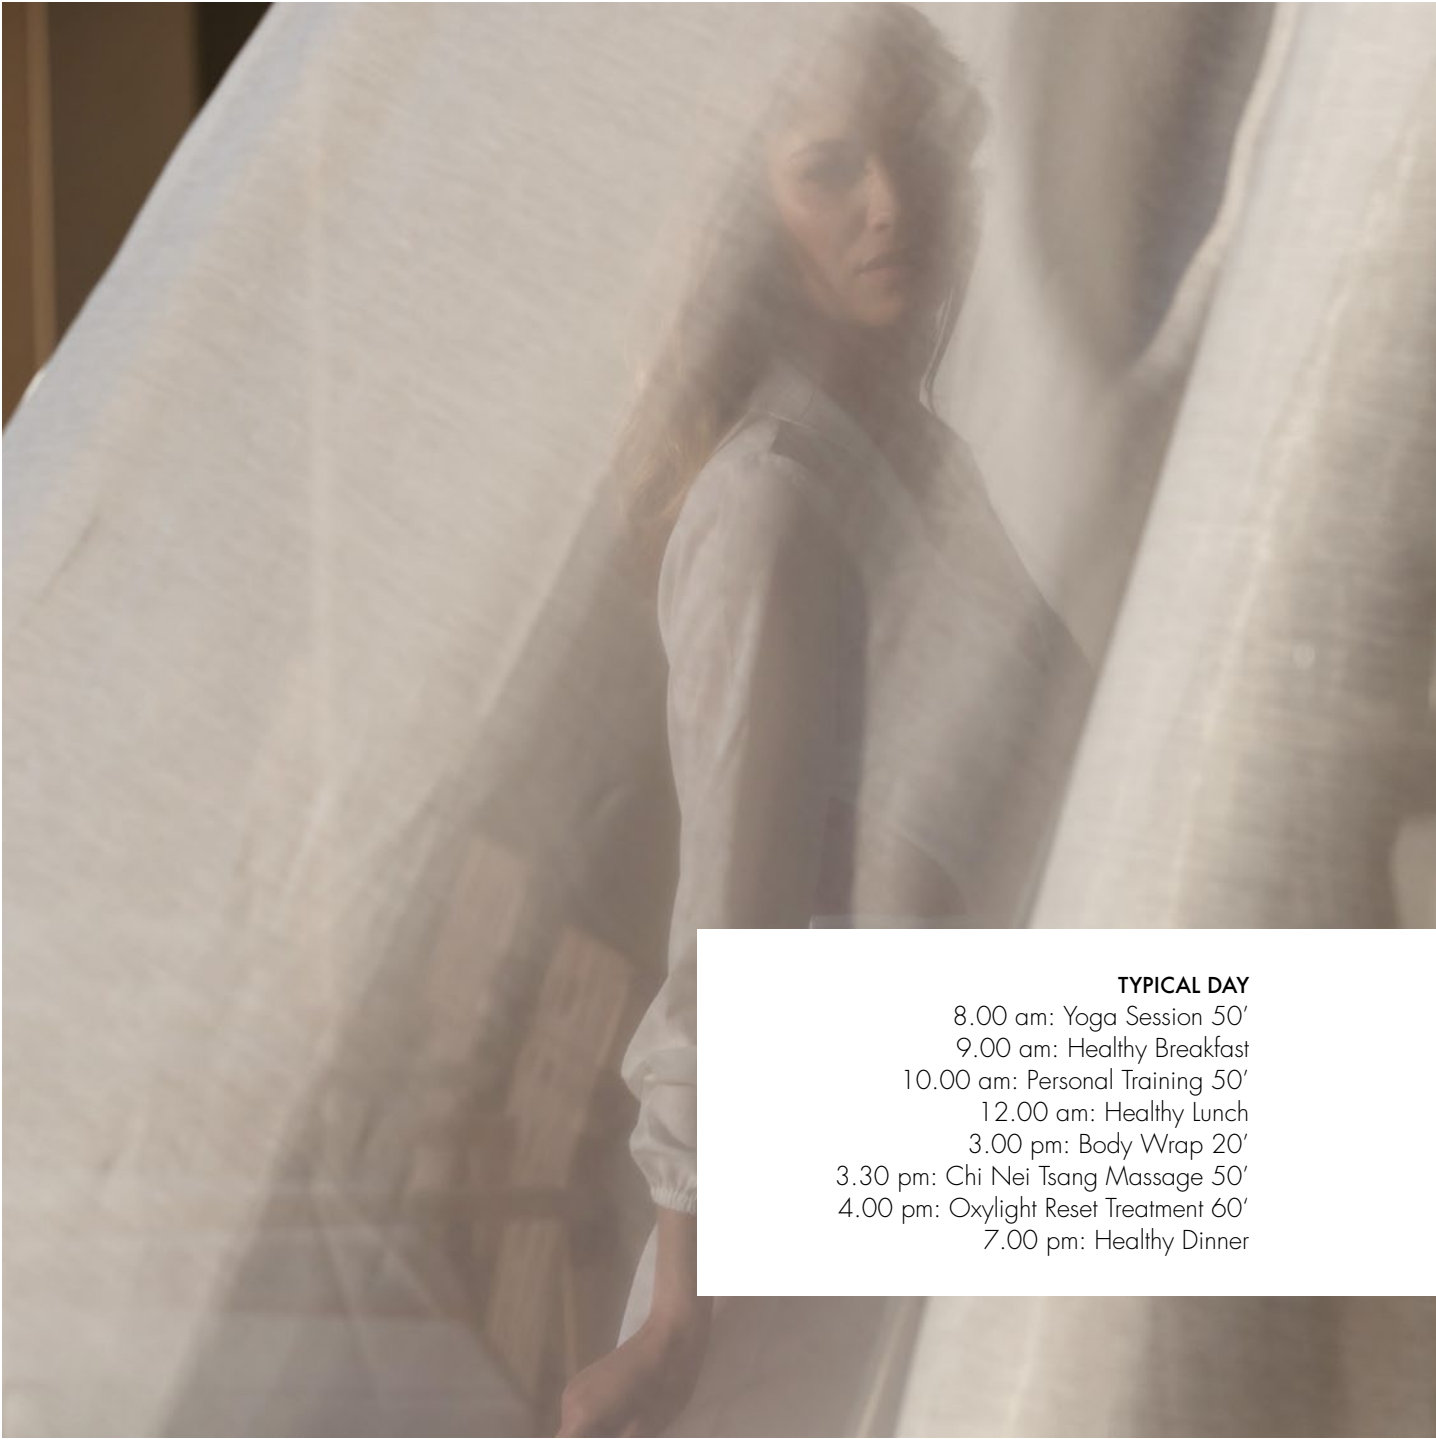 TYPICAL DAY
8.00 am: Yoga Session 50’
9.00 am: Healthy Breakfast
10.00 am: Personal Training 50’
12.00 am: Healthy Lunch
3.00 pm: Body Wrap 20’
3.30 pm: Chi Nei Tsang Massage 50’
4.00 pm: Oxylight Reset Treatment 60’
7.00 pm: Healthy Dinner